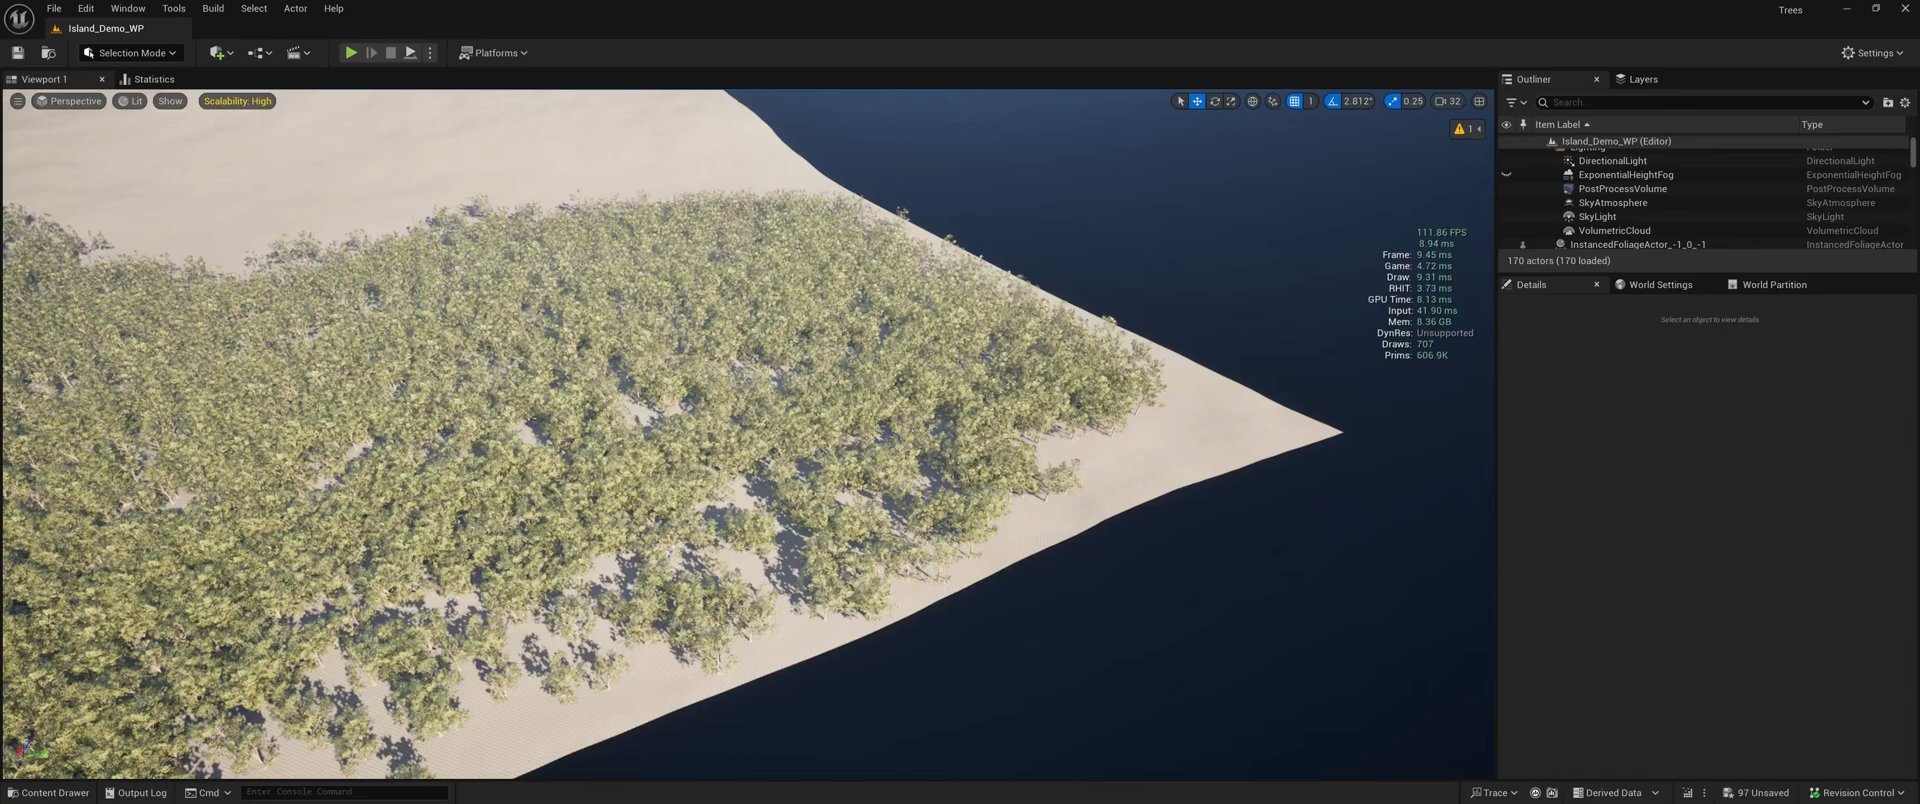 File Edit Window Tools Build Select Actor Help
Trees
Island_Demo_WP
Selection Mode
Platforms
Settings
Viewport 1
Statistics
Perspective
Lit
Show
Scalability: High
1
2.812°
0.25
32
1
111.86 FPS
8.94 ms
Frame: 9.45 ms
Game: 4.72 ms
Draw: 9.31 ms
RHIT: 3.73 ms
GPU Time: 8.13 ms
Input: 41.90 ms
Mem: 8.36 GB
DynRes: Unsupported
Draws: 707
Prims: 606.9K
Outliner
Layers
Search...
Item Label
Type
Island_Demo_WP (Editor)
Lighting Folder
DirectionalLight DirectionalLight
ExponentialHeightFog ExponentialHeightFog
PostProcessVolume PostProcessVolume
SkyAtmosphere SkyAtmosphere
SkyLight SkyLight
VolumetricCloud VolumetricCloud
InstancedFoliageActor_-1_0_-1 InstancedFoliageActor
170 actors (170 loaded)
Details
World Settings
World Partition
Select an object to view details.
Content Drawer
Output Log
Cmd
Enter Console Command
Trace
Derived Data
97 Unsaved
Revision Control